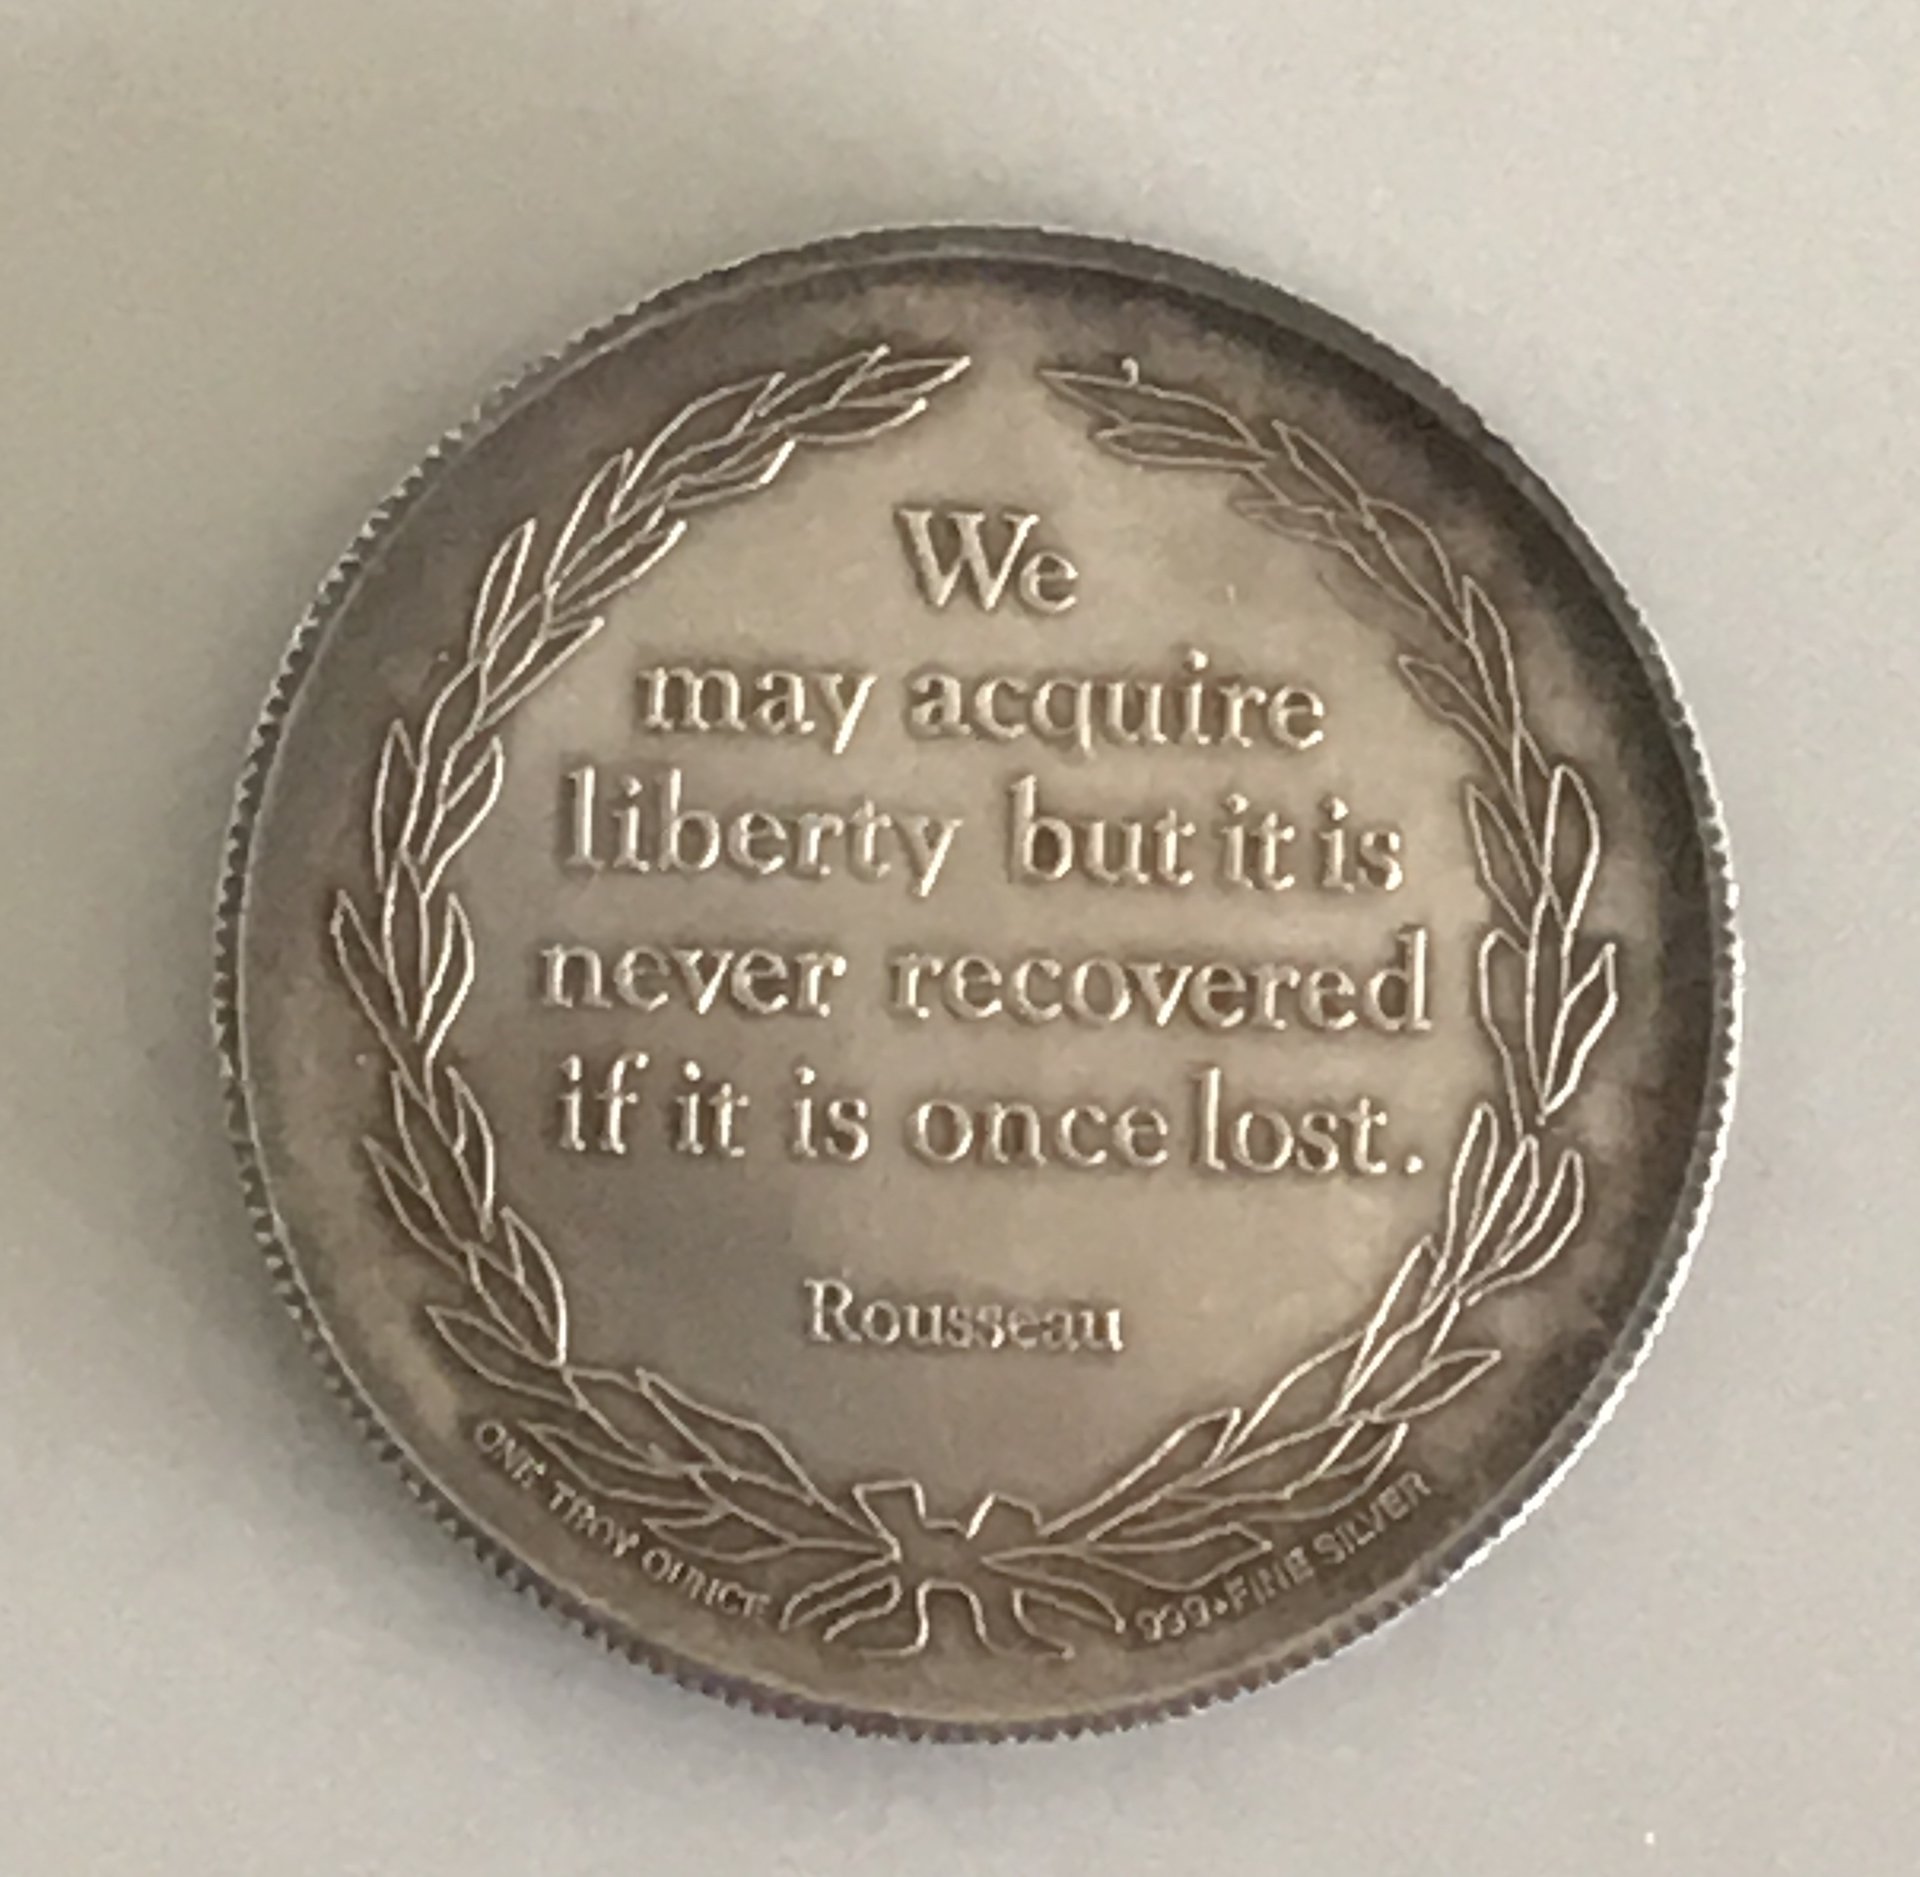 We
may acquire
liberty but it is
never recovered
if it is once lost.
Rousseau
ONE TROY OUNCE
999+FINE SILVER